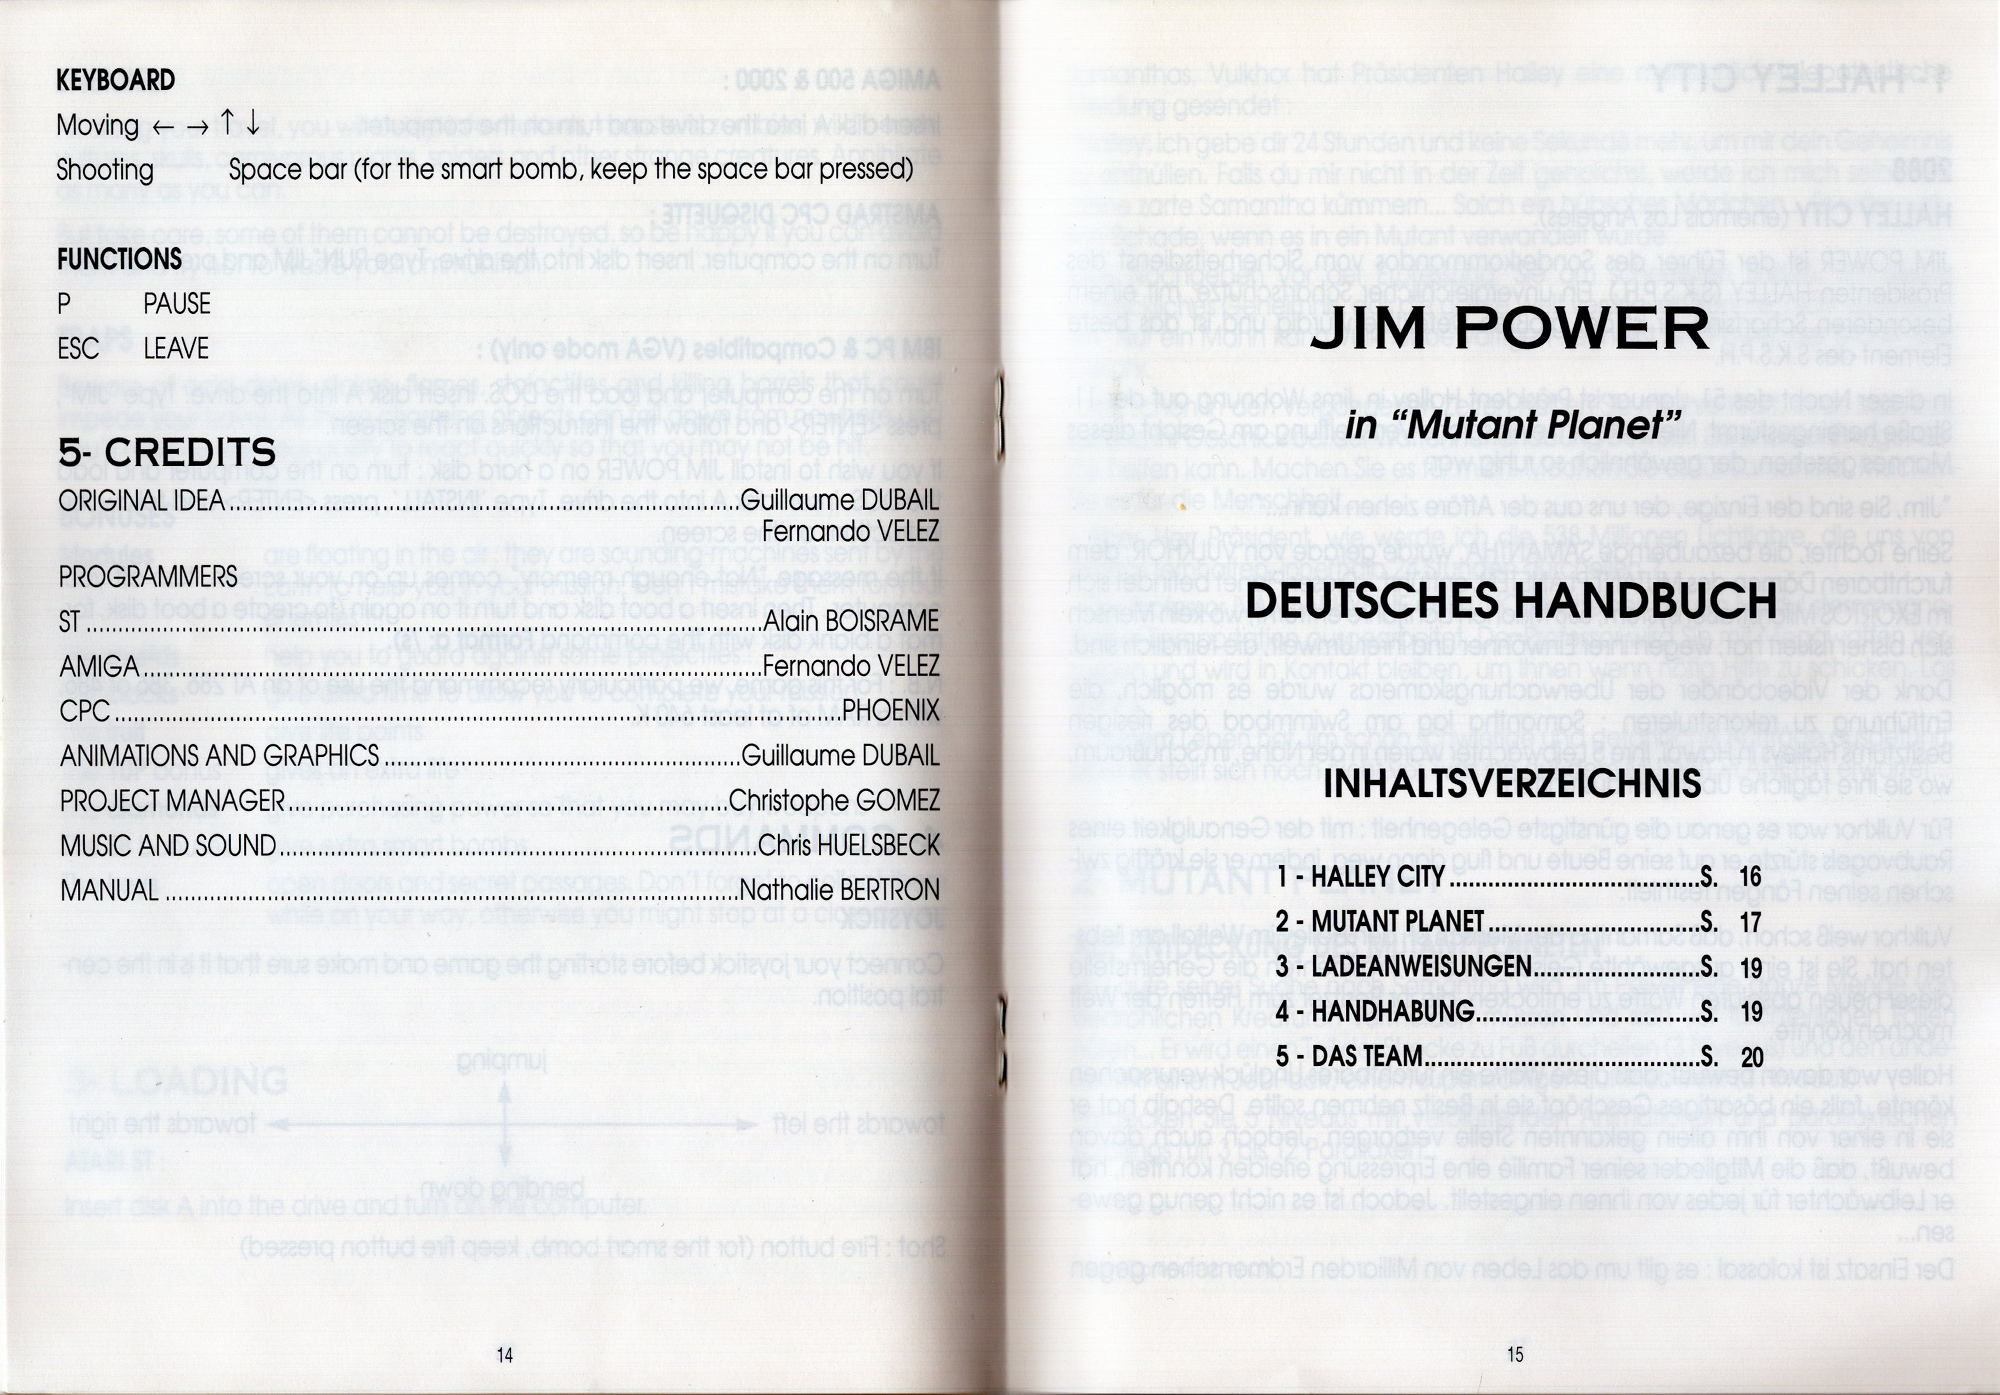 KEYBOARD
Moving ← → ↑ ↓
Shooting Space bar (for the smart bomb, keep the space bar pressed)
FUNCTIONS
P PAUSE
ESC LEAVE
5- CREDITS
ORIGINAL IDEA Guillaume DUBAIL
Fernando VELEZ
PROGRAMMERS
ST Alain BOISRAME
AMIGA Fernando VELEZ
CPC PHOENIX
ANIMATIONS AND GRAPHICS Guillaume DUBAIL
PROJECT MANAGER Christophe GOMEZ
MUSIC AND SOUND Chris HUELSBECK
MANUAL Nathalie BERTRON
14
JIM POWER
in “Mutant Planet”
DEUTSCHES HANDBUCH
INHALTSVERZEICHNIS
1 - HALLEY CITY S. 16
2 - MUTANT PLANET S. 17
3 - LADEANWEISUNGEN S. 19
4 - HANDHABUNG S. 19
5 - DAS TEAM S. 20
15